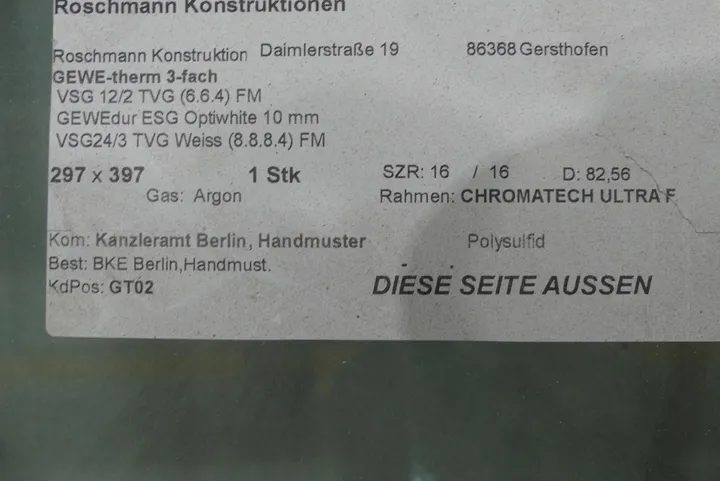 Roschmann Konstruktionen
Roschmann Konstruktion Daimlerstraße 19 86368 Gersthofen
GEWE-therm 3-fach
VSG 12/2 TVG (6.6.4) FM
GEWEdur ESG Optiwhite 10 mm
VSG24/3 TVG Weiss (8.8.8.4) FM
297 x 397 1 Stk SZR: 16 / 16 D: 82,56
Gas: Argon Rahmen: CHROMATECH ULTRA F
Kom: Kanzleramt Berlin, Handmuster Polysulfid
Best: BKE Berlin,Handmust.
KdPos: GT02 DIESE SEITE AUSSEN